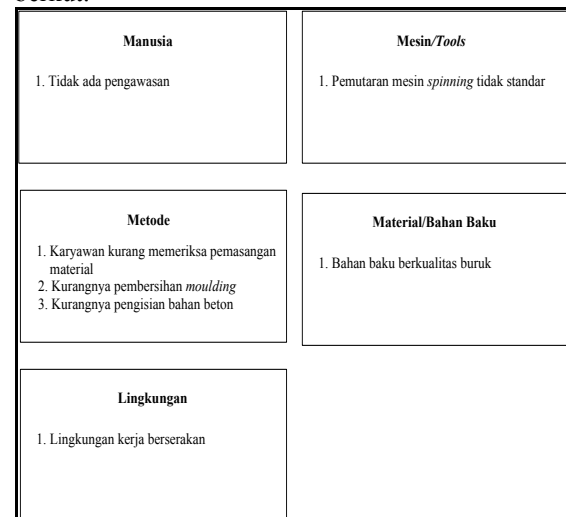 berikut:
Manusia
1. Tidak ada pengawasan
Mesin/Tools
1. Pemutaran mesin spinning tidak standar
Metode
1. Karyawan kurang memeriksa pemasangan
material
2. Kurangnya pembersihan moulding
3. Kurangnya pengisian bahan beton
Material/Bahan Baku
1. Bahan baku berkualitas buruk
Lingkungan
1. Lingkungan kerja berserakan